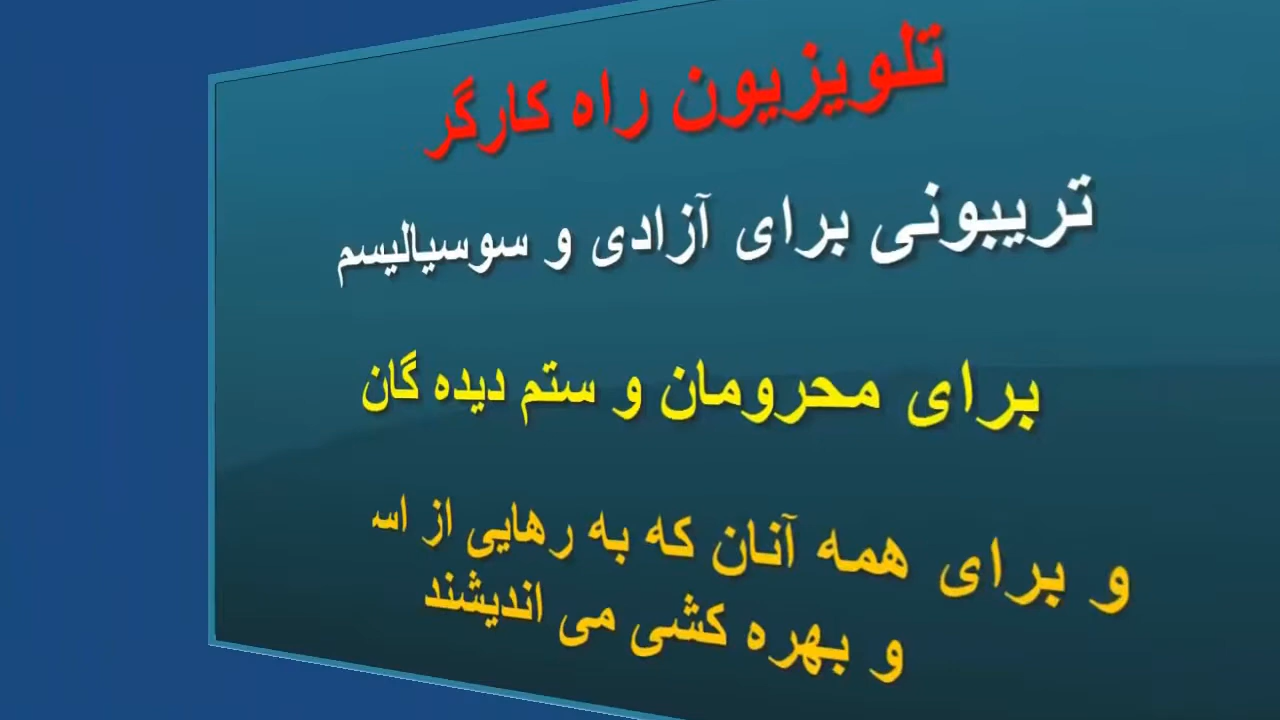 تلویزیون راه کارگر
تریبونی برای آزادی و سوسیالیسم
برای محرومان و ستم دیده گان
و برای همه آنان که به رهایی از
و بهره کشی می اندیشند